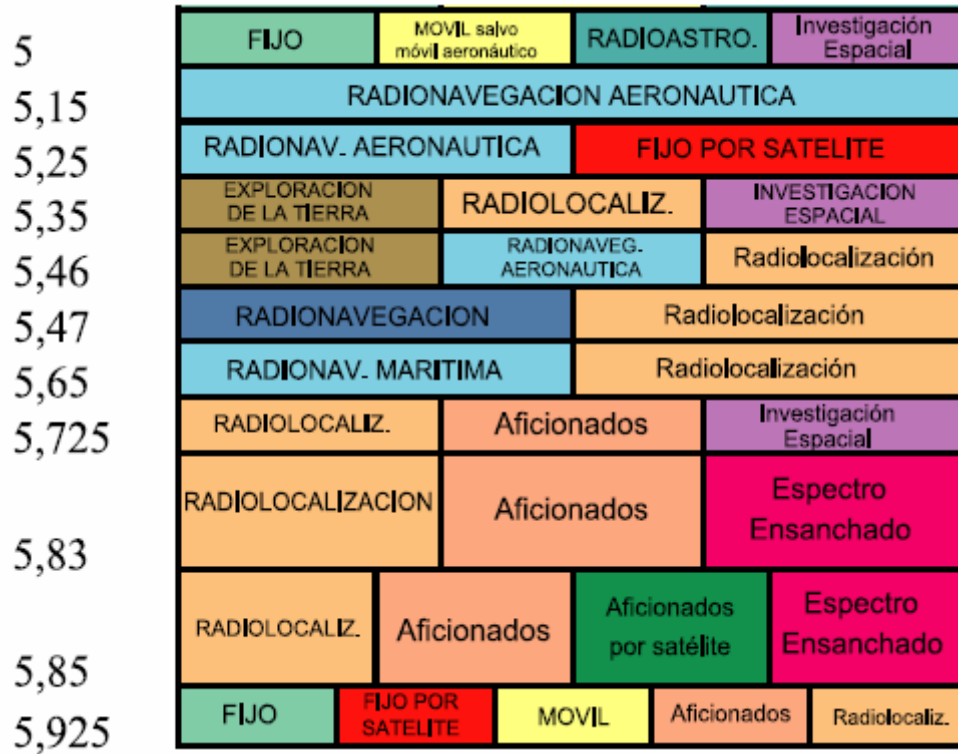 5
FIJO
MOVIL salvo
móvil aeronáutico
RADIOASTRO.
Investigación
Espacial
5,15
RADIONAVEGACION AERONAUTICA
5,25
RADIONAV. AERONAUTICA
FIJO POR SATELITE
5,35
EXPLORACION
DE LA TIERRA
RADIOLOCALIZ.
INVESTIGACION
ESPACIAL
5,46
EXPLORACION
DE LA TIERRA
RADIONAVEG.
AERONAUTICA
Radiolocalización
5,47
RADIONAVEGACION
Radiolocalización
5,65
RADIONAV. MARITIMA
Radiolocalización
5,725
RADIOLOCALIZ.
Aficionados
Investigación
Espacial
5,83
RADIOLOCALIZACION
Aficionados
Espectro
Ensanchado
5,85
RADIOLOCALIZ.
Aficionados
Aficionados
por satélite
Espectro
Ensanchado
5,925
FIJO
FIJO POR
SATELITE
MOVIL
Aficionados
Radiolocaliz.